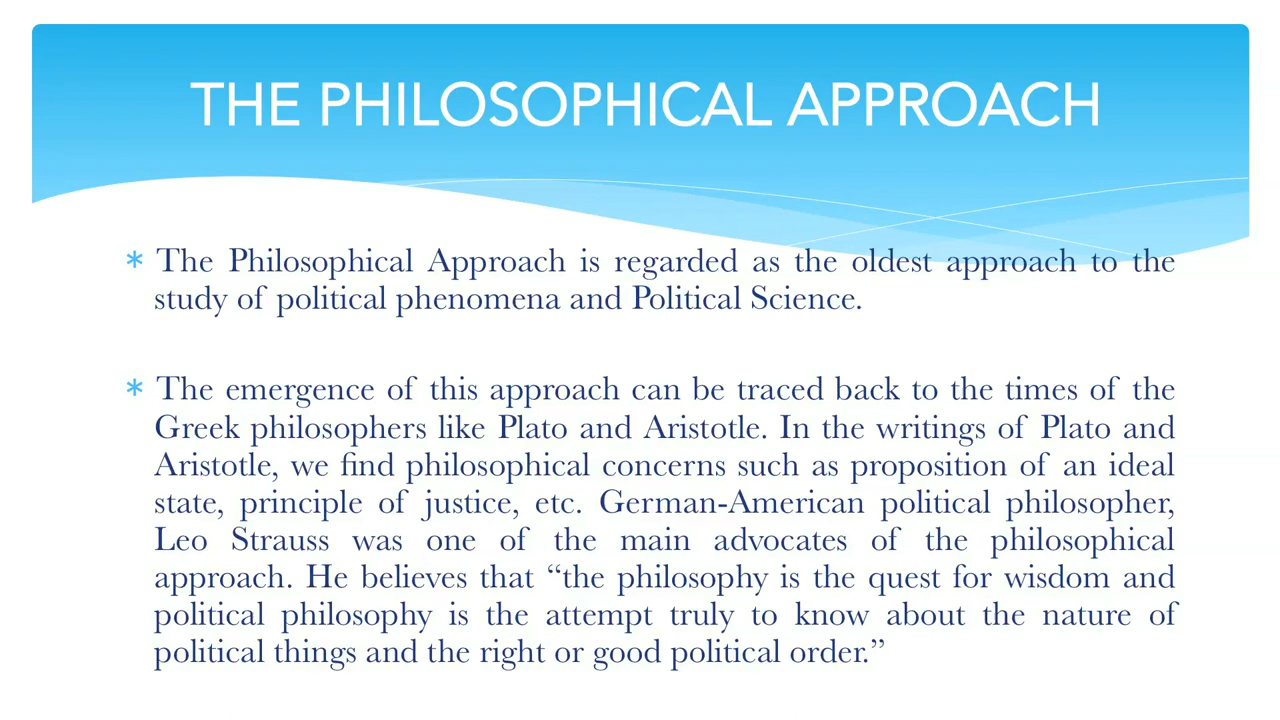 THE PHILOSOPHICAL APPROACH
* The Philosophical Approach is regarded as the oldest approach to the
study of political phenomena and Political Science.
* The emergence of this approach can be traced back to the times of the
Greek philosophers like Plato and Aristotle. In the writings of Plato and
Aristotle, we find philosophical concerns such as proposition of an ideal
state, principle of justice, etc. German-American political philosopher,
Leo Strauss was one of the main advocates of the philosophical
approach. He believes that “the philosophy is the quest for wisdom and
political philosophy is the attempt truly to know about the nature of
political things and the right or good political order.”